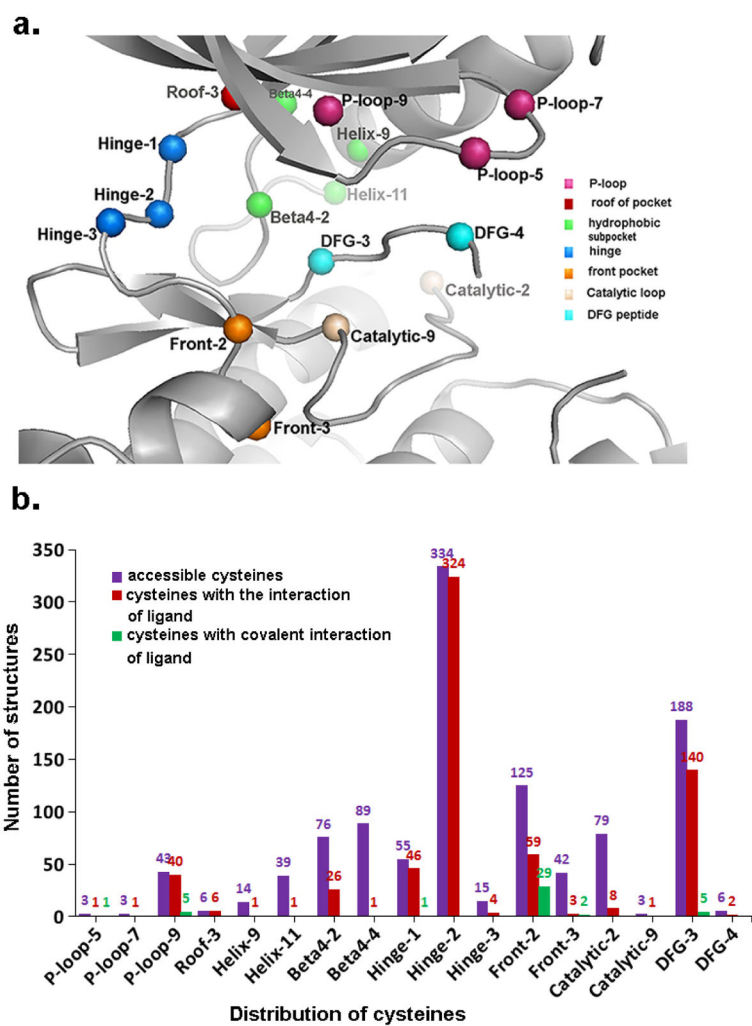 a.
Roof-3
Beta4-4
P-loop-9
P-loop-7
Hinge-1
Helix-9
P-loop-5
Hinge-2
Helix-11
Hinge-3
Beta4-2
DFG-3
DFG-4
Catalytic-2
Front-2
Catalytic-9
Front-3
P-loop
roof of pocket
hydrophobic
subpocket
hinge
front pocket
Catalytic loop
DFG peptide
b.
Number of structures
350
300
250
200
150
100
50
0
accessible cysteines
cysteines with the interaction
of ligand
cysteines with covalent interaction
of ligand
3 1 1
3 1
43 40 5
6 6
14 1
39 1
76 26
89 1
55 46 1
334 324
15 4
125 59 29
42 3 2
79 8
3 1
188 140 5
6 2
P-loop-5
P-loop-7
P-loop-9
Roof-3
Helix-9
Helix-11
Beta4-2
Beta4-4
Hinge-1
Hinge-2
Hinge-3
Front-2
Front-3
Catalytic-2
Catalytic-9
DFG-3
DFG-4
Distribution of cysteines